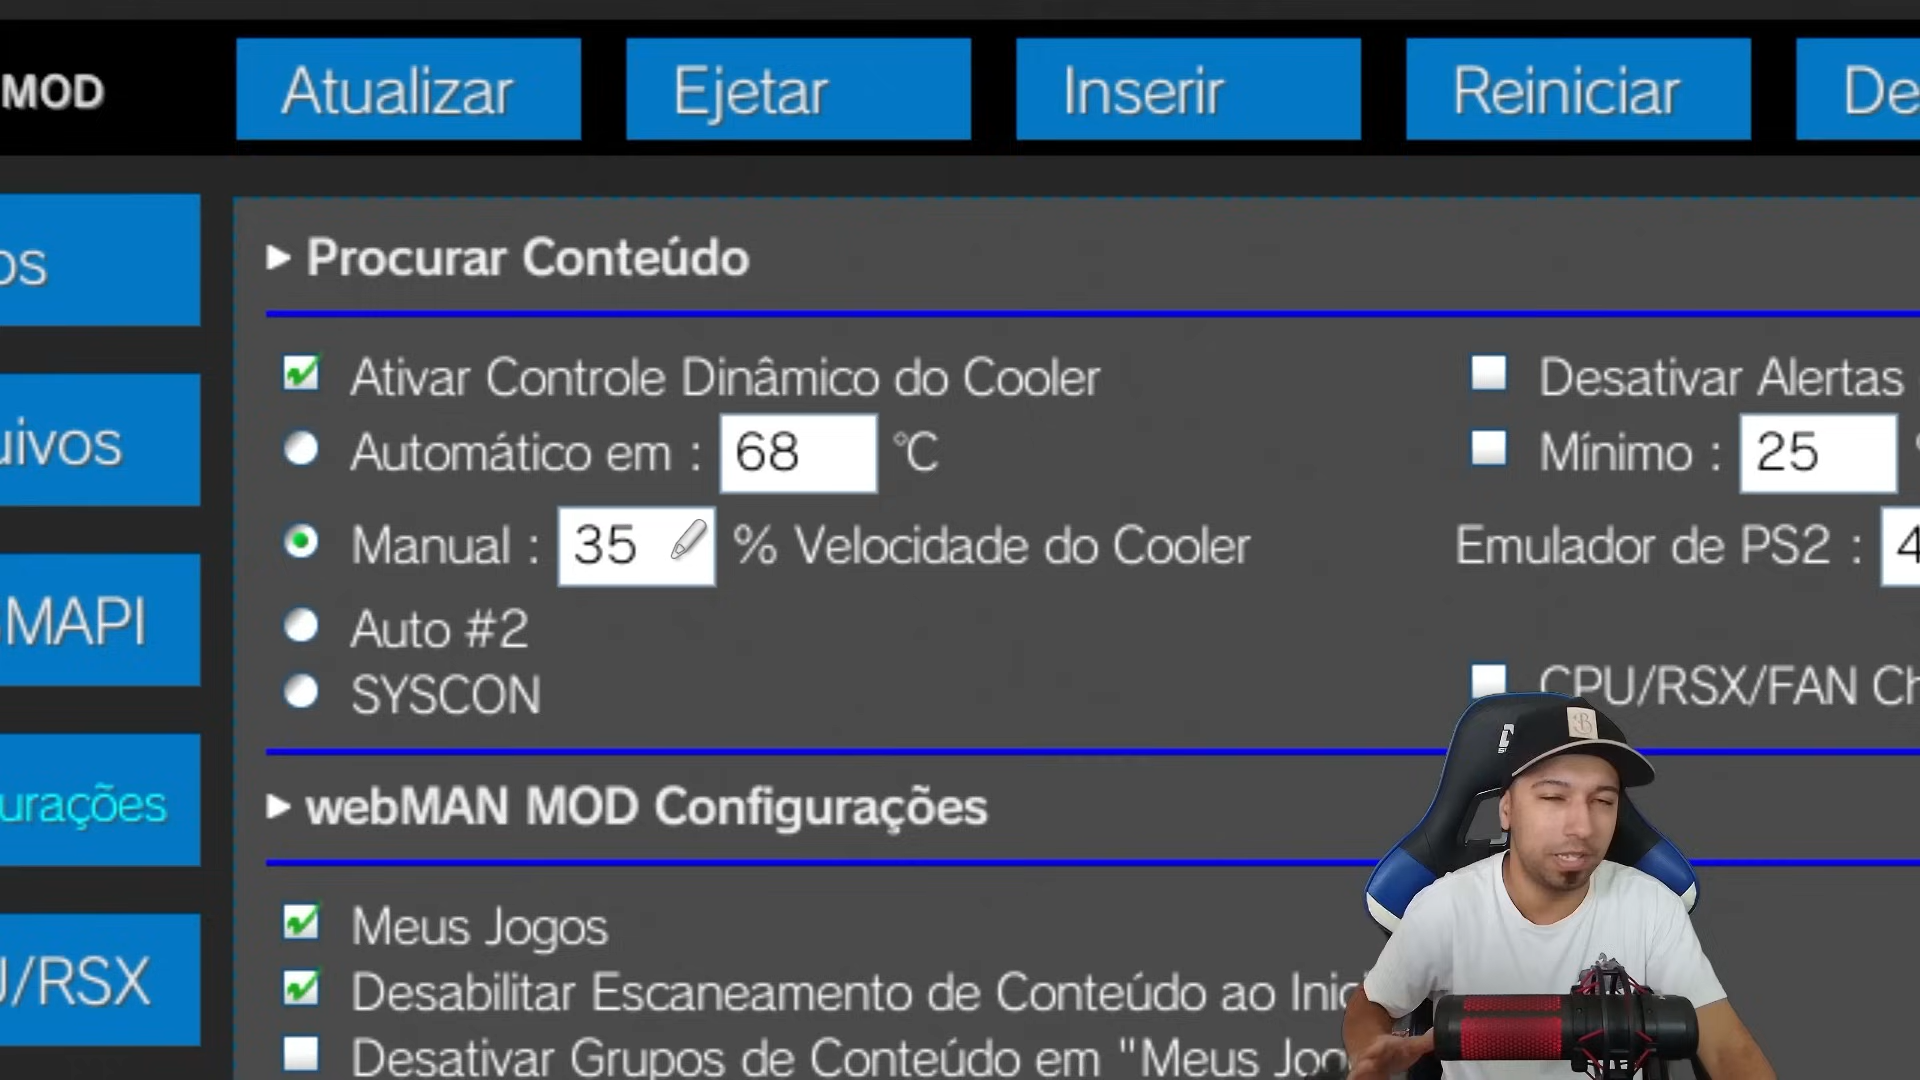 MOD Atualizar Ejetar Inserir Reiniciar De
os
▶ Procurar Conteúdo
Ativar Controle Dinâmico do Cooler Desativar Alertas
uivos
Automático em : 68 °C Mínimo : 25
Manual : 35 % Velocidade do Cooler Emulador de PS2 : 4
MAPI
Auto #2
SYSCON CPU/RSX/FAN Ch
urações
▶ webMAN MOD Configurações
Meus Jogos
/RSX
Desabilitar Escaneamento de Conteúdo ao Inic
Desativar Grupos de Conteúdo em "Meus Jog
B